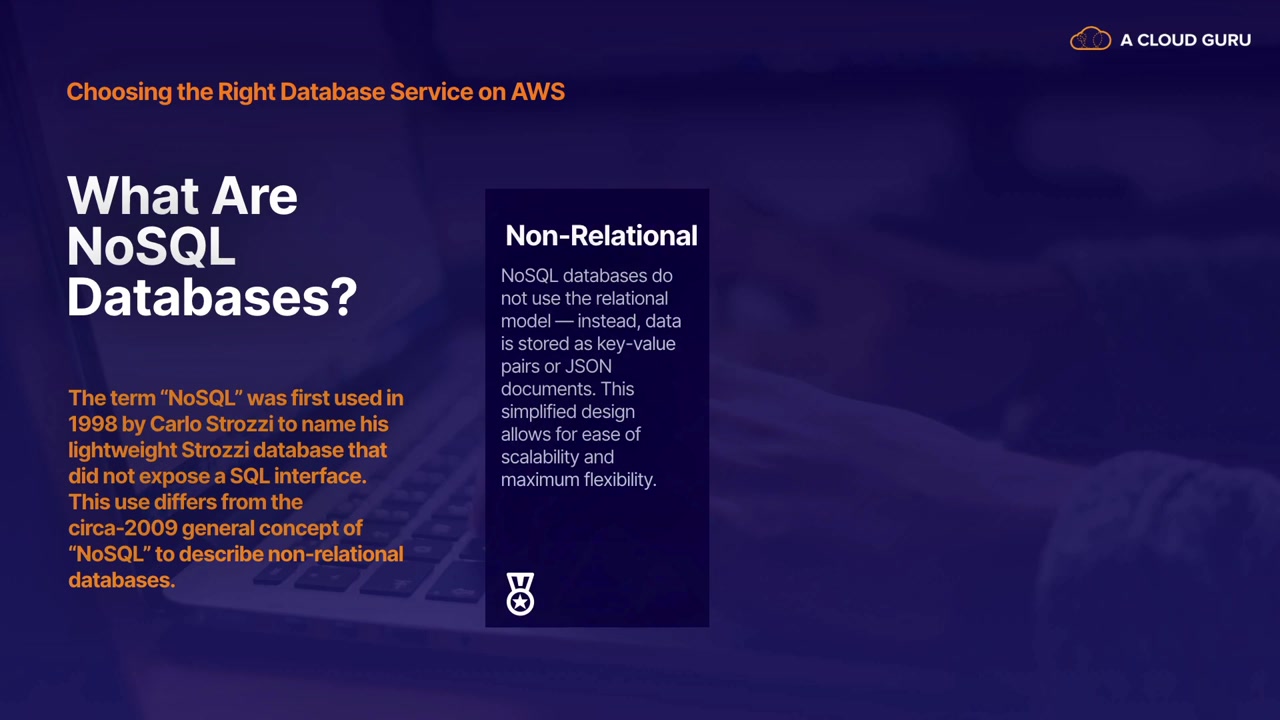 A CLOUD GURU
Choosing the Right Database Service on AWS
What Are
NoSQL
Databases?
The term “NoSQL” was first used in
1998 by Carlo Strozzi to name his
lightweight Strozzi database that
did not expose a SQL interface.
This use differs from the
circa-2009 general concept of
“NoSQL” to describe non-relational
databases.
Non-Relational
NoSQL databases do
not use the relational
model — instead, data
is stored as key-value
pairs or JSON
documents. This
simplified design
allows for ease of
scalability and
maximum flexibility.